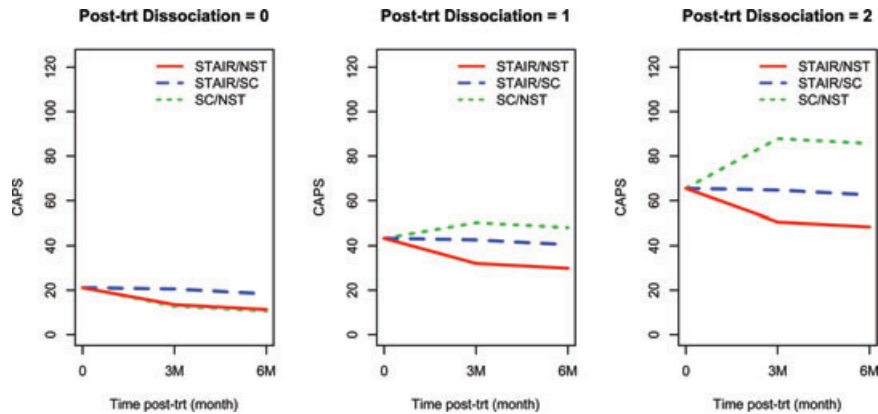 Post-trt Dissociation = 0
CAPS
120
100
80
60
40
20
0
STAIR/NST
STAIR/SC
SC/NST
0 3M 6M
Time post-trt (month)
Post-trt Dissociation = 1
CAPS
120
100
80
60
40
20
0
STAIR/NST
STAIR/SC
SC/NST
0 3M 6M
Time post-trt (month)
Post-trt Dissociation = 2
CAPS
120
100
80
60
40
20
0
STAIR/NST
STAIR/SC
SC/NST
0 3M 6M
Time post-trt (month)